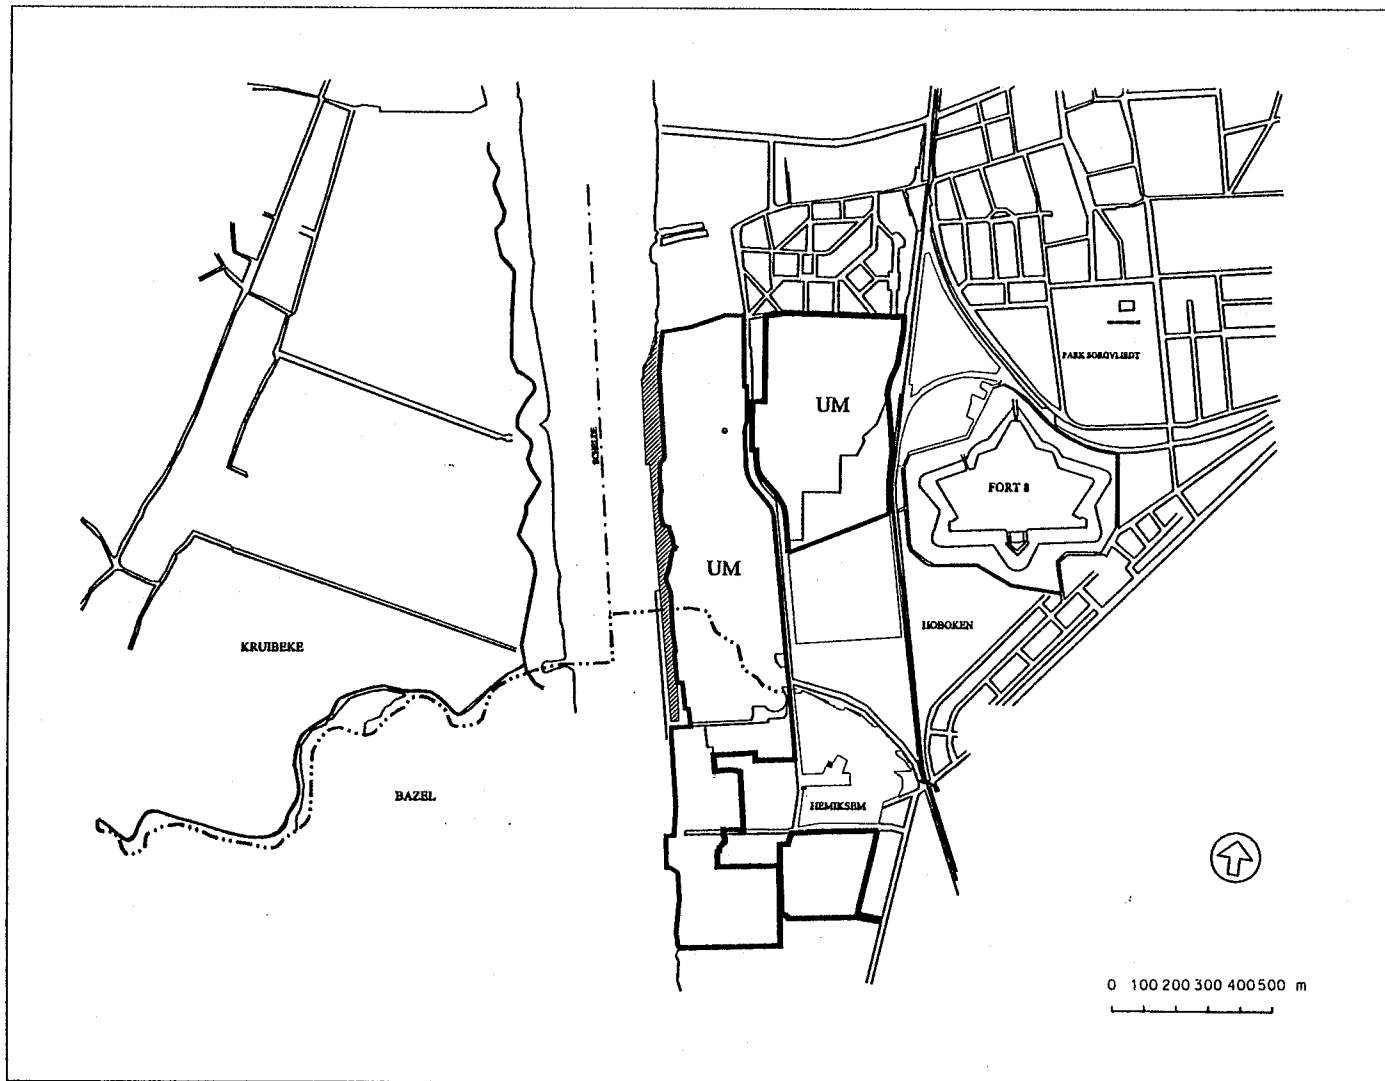 PARK SORGVLIEDT
UM
SCHELDE
FORT 8
UM
HOBOKEN
KRUIBEKE
BAZEL
HEMIKSEM
0 100 200 300 400 500 m